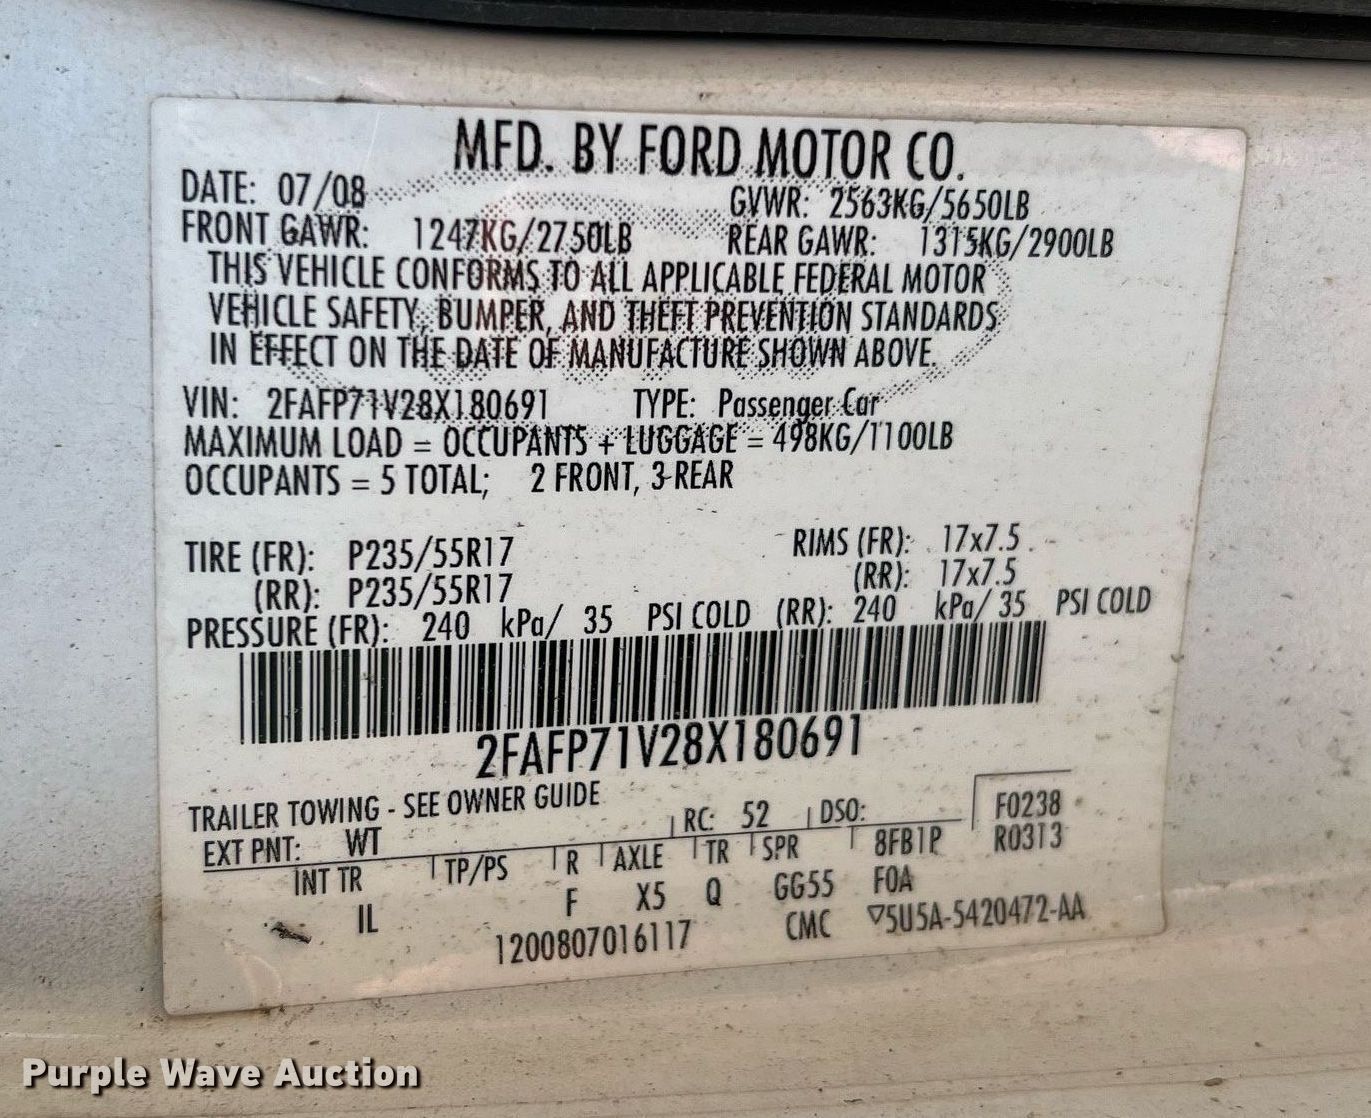 MFD. BY FORD MOTOR CO.
DATE: 07/08 GVWR: 2563KG/5650LB
FRONT GAWR: 1247KG/2750LB REAR GAWR: 1315KG/2900LB
THIS VEHICLE CONFORMS TO ALL APPLICABLE FEDERAL MOTOR
VEHICLE SAFETY, BUMPER, AND THEFT PREVENTION STANDARDS
IN EFFECT ON THE DATE OF MANUFACTURE SHOWN ABOVE.
VIN: 2FAFP71V28X180691 TYPE: Passenger Car
MAXIMUM LOAD = OCCUPANTS + LUGGAGE = 498KG/1100LB
OCCUPANTS = 5 TOTAL; 2 FRONT, 3-REAR
TIRE (FR): P235/55R17 RIMS (FR): 17x7.5
(RR): P235/55R17 (RR): 17x7.5
PRESSURE (FR): 240 kPa/ 35 PSI COLD (RR): 240 kPa/ 35 PSI COLD
2FAFP71V28X180691
TRAILER TOWING - SEE OWNER GUIDE
EXT PNT: WT RC: 52 DSO: F0238
INT TR TP/PS R AXLE TR SPR 8FB1P R0313
IL F X5 Q GG55 FOA
1200807016117 CMC ▽5U5A-5420472-AA
Purple Wave Auction